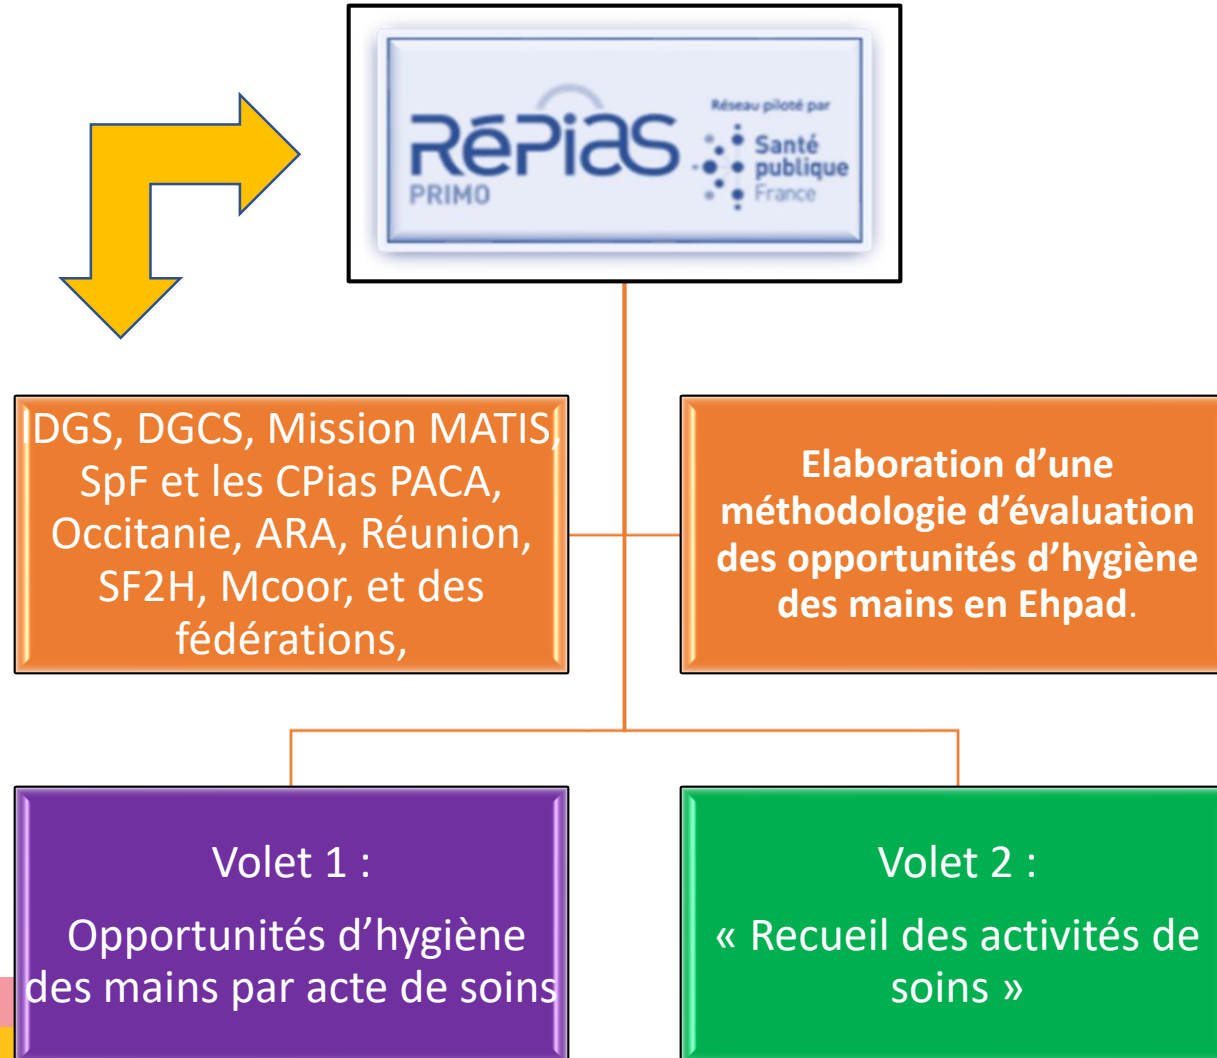 RéPias
PRIMO
Réseau piloté par
Santé
publique
France
IDGS, DGCS, Mission MATIS,
SpF et les CPias PACA,
Occitanie, ARA, Réunion,
SF2H, Mcoor, et des
fédérations,
Elaboration d’une
méthodologie d’évaluation
des opportunités d’hygiène
des mains en Ehpad.
Volet 1 :
Opportunités d’hygiène
des mains par acte de soins
Volet 2 :
« Recueil des activités de
soins »